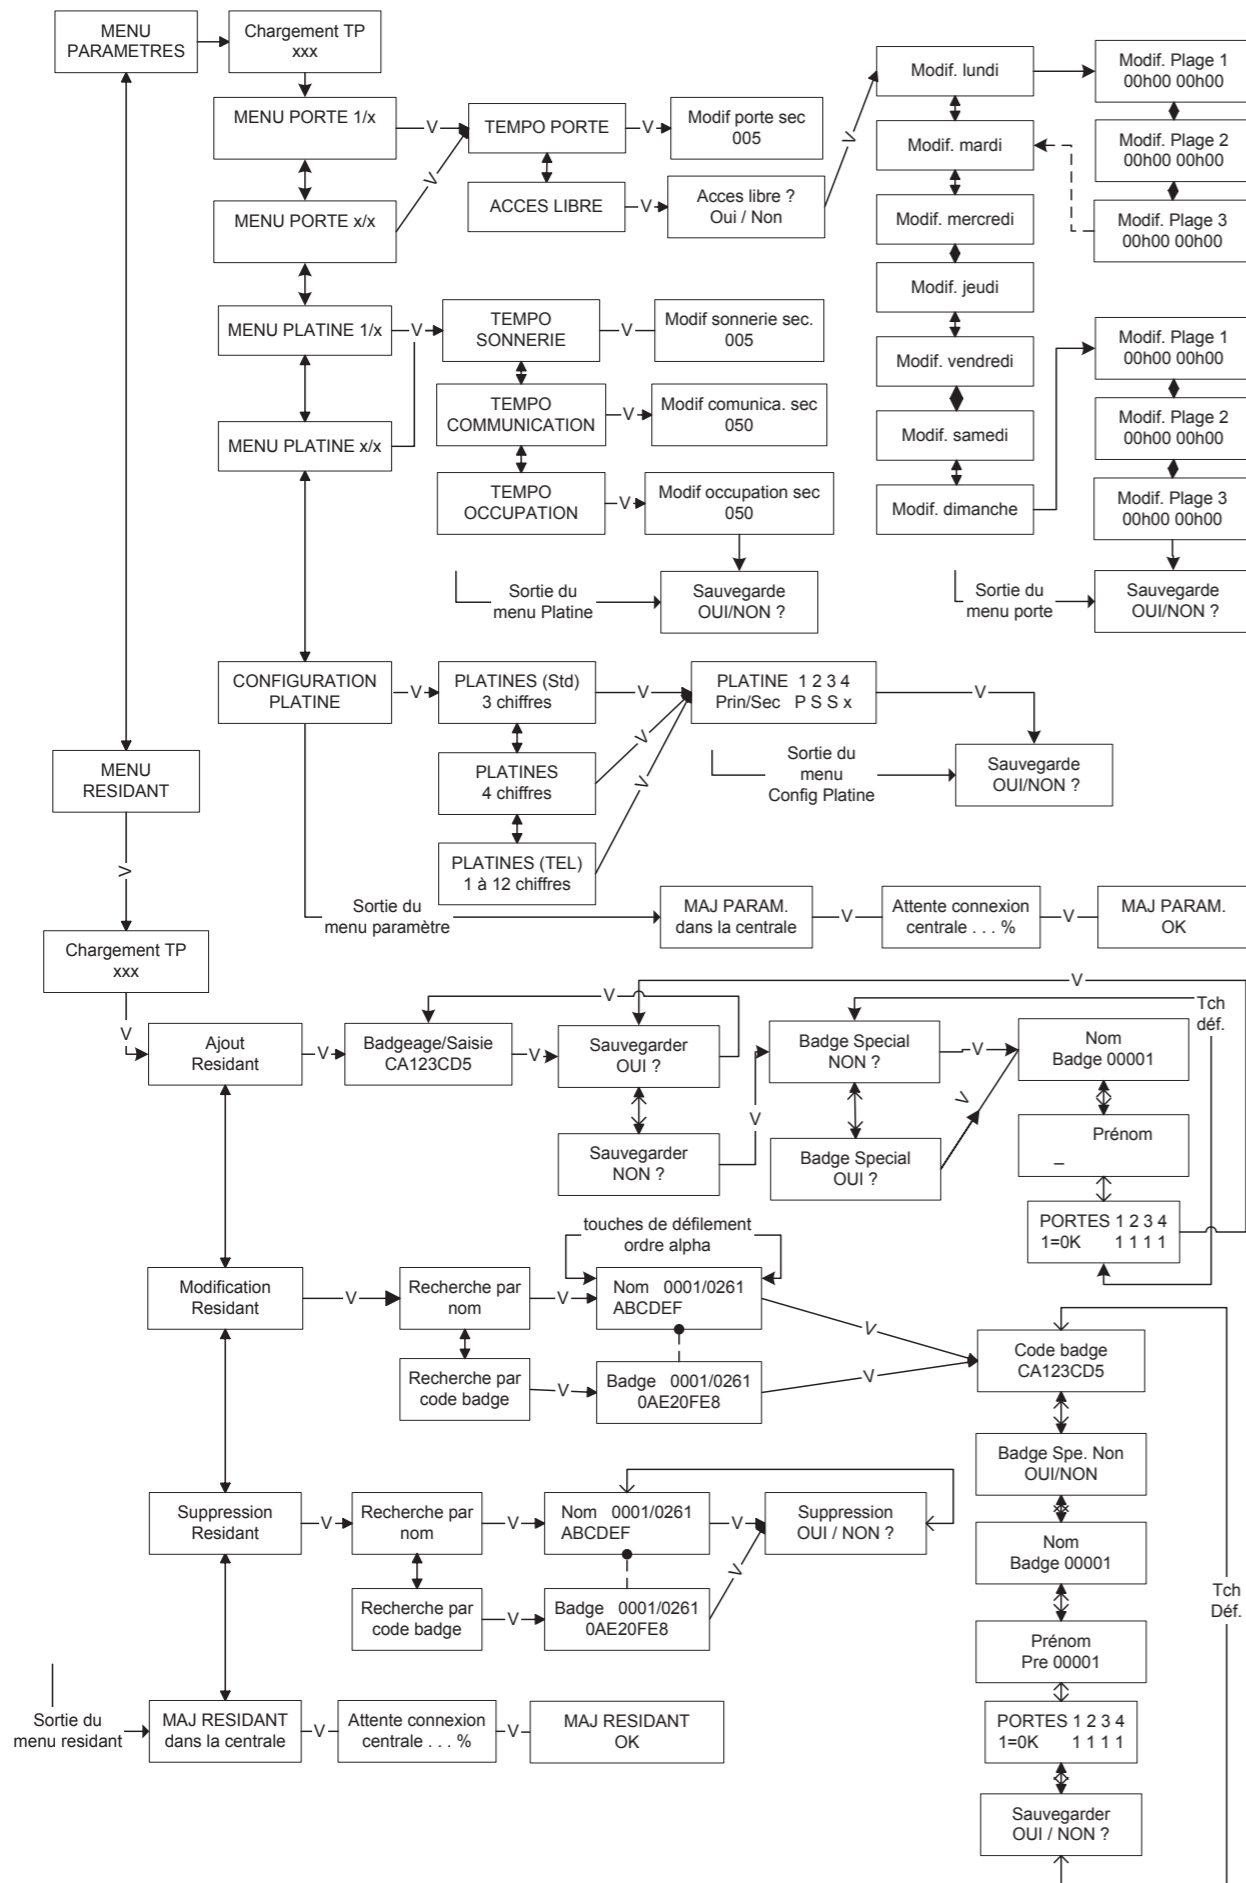 MENU
PARAMETRES
Chargement TP
xxx
MENU PORTE 1/x
V
TEMPO PORTE
V
Modif porte sec
005
MENU PORTE x/x
V
ACCES LIBRE
V
Acces libre ?
Oui / Non
V
Modif. lundi
Modif. mardi
Modif. mercredi
Modif. jeudi
Modif. vendredi
Modif. samedi
Modif. dimanche
Modif. Plage 1
00h00 00h00
Modif. Plage 2
00h00 00h00
Modif. Plage 3
00h00 00h00
Modif. Plage 1
00h00 00h00
Modif. Plage 2
00h00 00h00
Modif. Plage 3
00h00 00h00
Sortie du
menu porte
Sauvegarde
OUI/NON ?
MENU PLATINE 1/x
V
TEMPO
SONNERIE
V
Modif sonnerie sec.
005
MENU PLATINE x/x
TEMPO
COMMUNICATION
V
Modif comunica. sec
050
TEMPO
OCCUPATION
V
Modif occupation sec
050
Sortie du
menu Platine
Sauvegarde
OUI/NON ?
CONFIGURATION
PLATINE
V
PLATINES (Std)
3 chiffres
V
PLATINE 1 2 3 4
Prin/Sec P S S x
V
PLATINES
4 chiffres
V
PLATINES (TEL)
1 à 12 chiffres
V
Sortie du
menu
Config Platine
Sauvegarde
OUI/NON ?
Sortie du
menu paramètre
MAJ PARAM.
dans la centrale
V
Attente connexion
centrale . . . %
V
MAJ PARAM.
OK
MENU
RESIDANT
V
Chargement TP
xxx
V
Ajout
Residant
V
Badgeage/Saisie
CA123CD5
V
V
Sauvegarder
OUI ?
V
Sauvegarder
NON ?
V
Badge Special
NON ?
V
Badge Special
OUI ?
V
Tch
déf.
Nom
Badge 00001
Prénom
_
PORTES 1 2 3 4
1=0K 1 1 1 1
Modification
Residant
V
Recherche par
nom
V
touches de défilement
ordre alpha
Nom 0001/0261
ABCDEF
V
Recherche par
code badge
V
Badge 0001/0261
0AE20FE8
V
Code badge
CA123CD5
Badge Spe. Non
OUI/NON
Nom
Badge 00001
Prénom
Pre 00001
PORTES 1 2 3 4
1=0K 1 1 1 1
Sauvegarder
OUI / NON ?
Tch
Déf.
Suppression
Residant
V
Recherche par
nom
V
Nom 0001/0261
ABCDEF
V
Suppression
OUI / NON ?
Recherche par
code badge
V
Badge 0001/0261
0AE20FE8
V
Sortie du
menu residant
MAJ RESIDANT
dans la centrale
V
Attente connexion
centrale . . . %
V
MAJ RESIDANT
OK